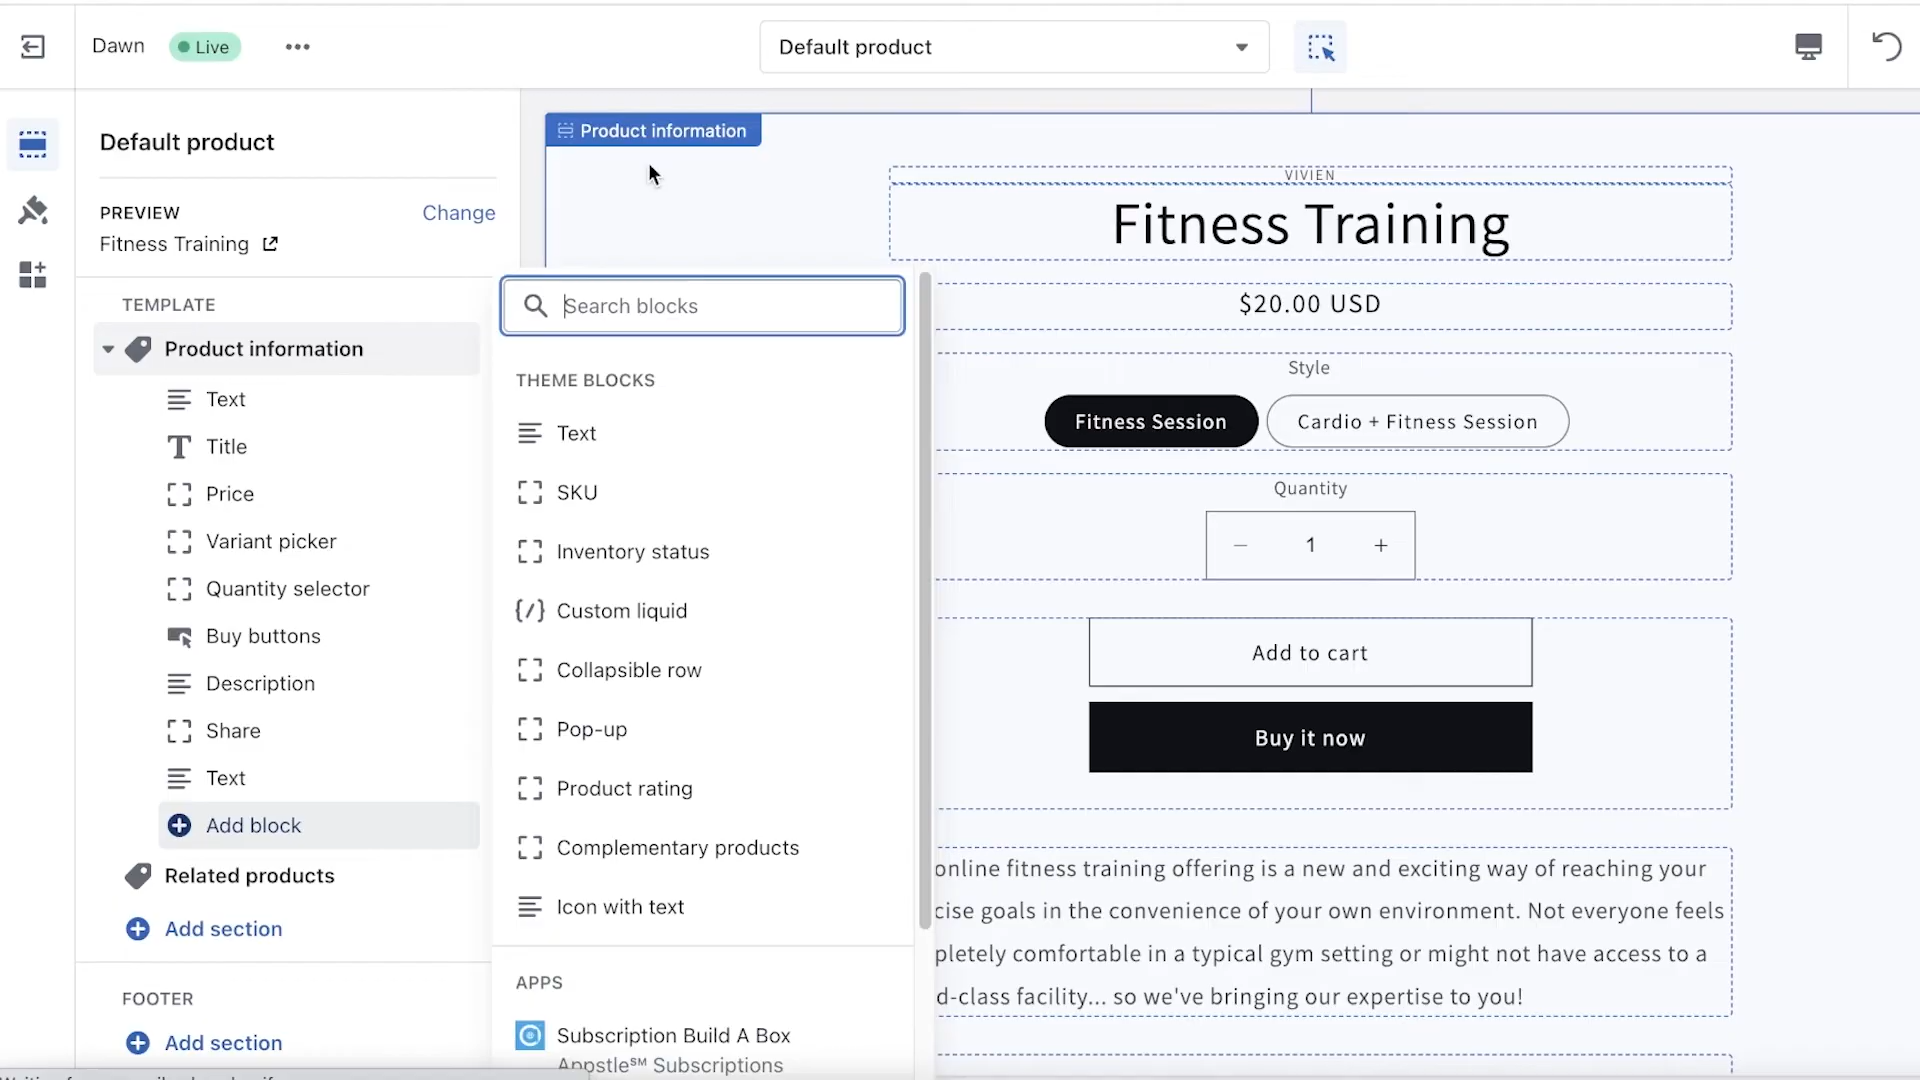 Dawn
Live
Default product
Default product
PREVIEW
Change
Fitness Training
TEMPLATE
Product information
Text
Title
Price
Variant picker
Quantity selector
Buy buttons
Description
Share
Text
Add block
Related products
Add section
FOOTER
Add section
Search blocks
THEME BLOCKS
Text
SKU
Inventory status
Custom liquid
Collapsible row
Pop-up
Product rating
Complementary products
Icon with text
APPS
Subscription Build A Box
Appstle℠ Subscriptions
Product information
VIVIEN
Fitness Training
$20.00 USD
Style
Fitness Session
Cardio + Fitness Session
Quantity
− 1 +
Add to cart
Buy it now
online fitness training offering is a new and exciting way of reaching your
cise goals in the convenience of your own environment. Not everyone feels
pletely comfortable in a typical gym setting or might not have access to a
d-class facility... so we've bringing our expertise to you!